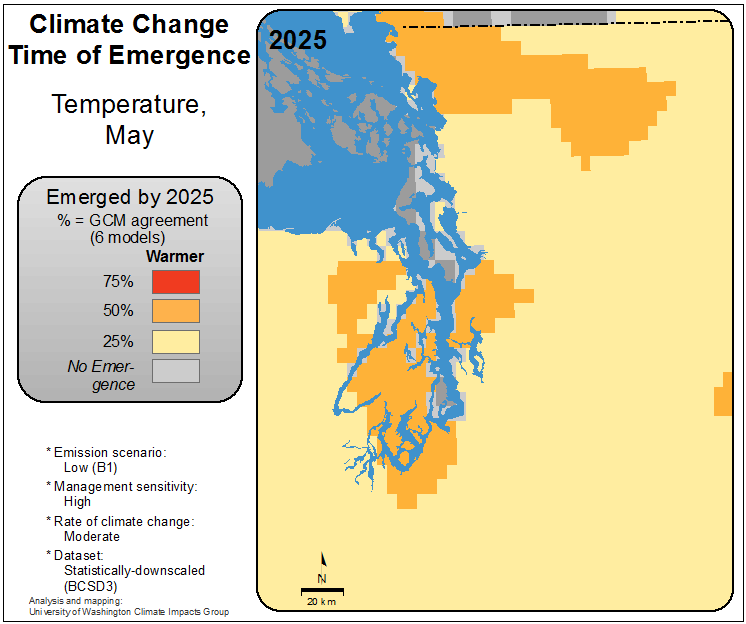 Climate Change
Time of Emergence
Temperature,
May
Emerged by 2025
% = GCM agreement
(6 models)
Warmer
75%
50%
25%
No Emer-
gence
* Emission scenario:
Low (B1)
* Management sensitivity:
High
* Rate of climate change:
Moderate
* Dataset:
Statistically-downscaled
(BCSD3)
Analysis and mapping:
University of Washington Climate Impacts Group
2025
N
20 km